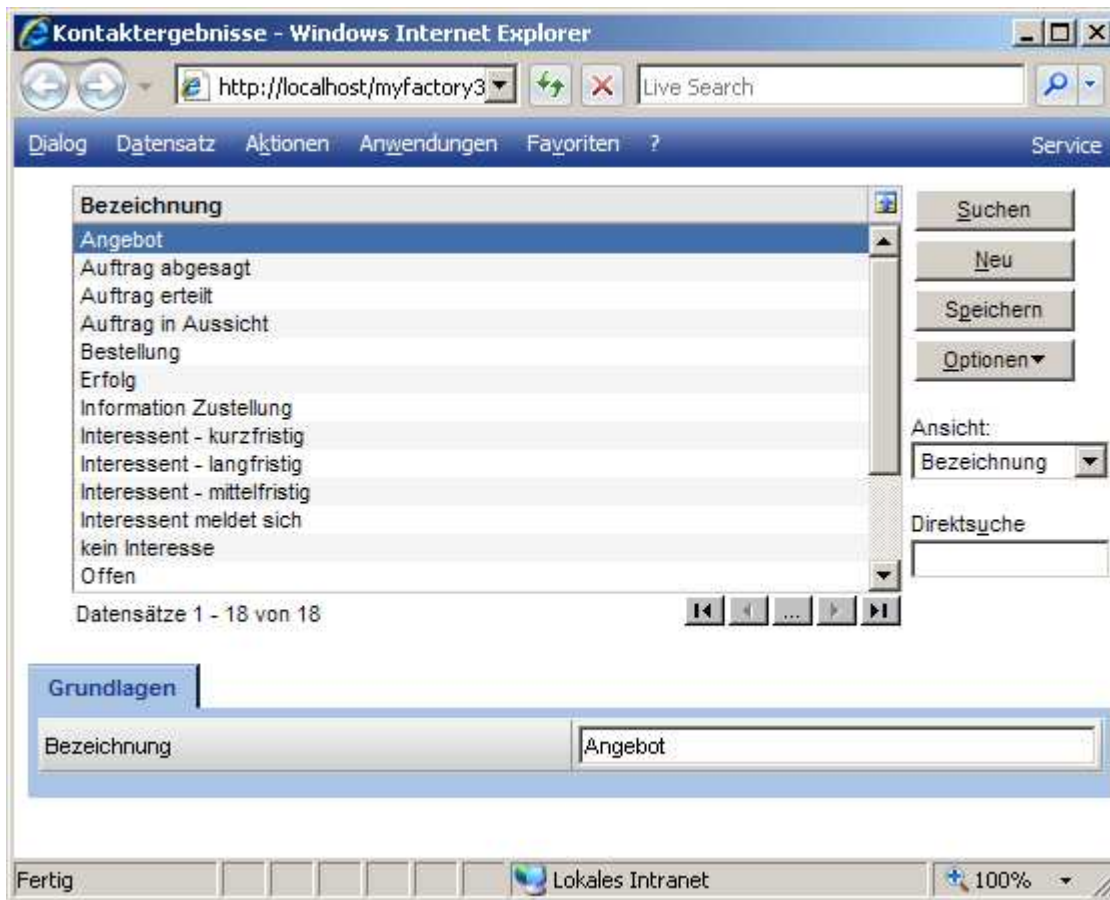 Kontaktergebnisse - Windows Internet Explorer
http://localhost/myfactory3
Live Search
Dialog Datensatz Aktionen Anwendungen Favoriten ? Service
Bezeichnung
Suchen
Angebot
Auftrag abgesagt
Neu
Auftrag erteilt
Auftrag in Aussicht
Speichern
Bestellung
Optionen
Erfolg
Information Zustellung
Interessent - kurzfristig
Ansicht:
Interessent - langfristig
Bezeichnung
Interessent - mittelfristig
Interessent meldet sich
Direktsuche
kein Interesse
Offen
Datensätze 1 - 18 von 18
...
Grundlagen
Bezeichnung Angebot
Fertig Lokales Intranet 100%